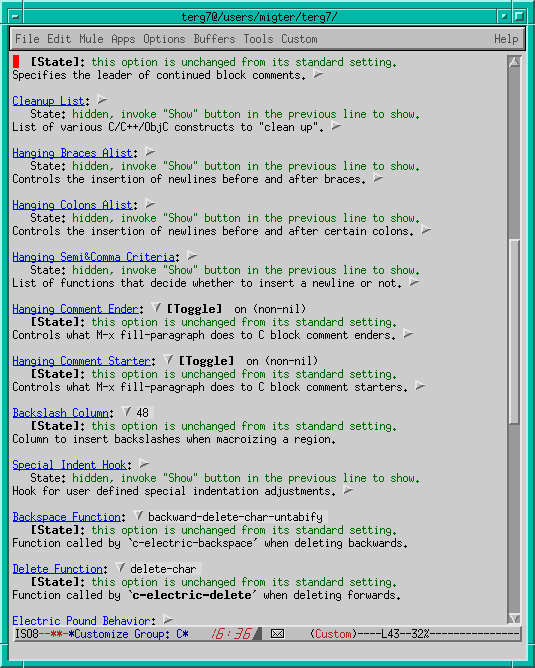 terg7@/users/migter/terg7/
File Edit Mule Apps Options Buffers Tools Custom Help
[State]: this option is unchanged from its standard setting.
Specifies the leader of continued block comments.
Cleanup List:
State: hidden, invoke "Show" button in the previous line to show.
List of various C/C++/ObjC constructs to "clean up".
Hanging Braces Alist:
State: hidden, invoke "Show" button in the previous line to show.
Controls the insertion of newlines before and after braces.
Hanging Colons Alist:
State: hidden, invoke "Show" button in the previous line to show.
Controls the insertion of newlines before and after certain colons.
Hanging Semi&Comma Criteria:
State: hidden, invoke "Show" button in the previous line to show.
List of functions that decide whether to insert a newline or not.
Hanging Comment Ender: [Toggle] on (non-nil)
[State]: this option is unchanged from its standard setting.
Controls what M-x fill-paragraph does to C block comment enders.
Hanging Comment Starter: [Toggle] on (non-nil)
[State]: this option is unchanged from its standard setting.
Controls what M-x fill-paragraph does to C block comment starters.
Backslash Column: 48
[State]: this option is unchanged from its standard setting.
Column to insert backslashes when macroizing a region.
Special Indent Hook:
State: hidden, invoke "Show" button in the previous line to show.
Hook for user defined special indentation adjustments.
Backspace Function: backward-delete-char-untabify
[State]: this option is unchanged from its standard setting.
Function called by `c-electric-backspace' when deleting backwards.
Delete Function: delete-char
[State]: this option is unchanged from its standard setting.
Function called by `c-electric-delete' when deleting forwards.
Electric Pound Behavior:
ISO8--**-*Customize Group: C* 16:36 (Custom)----L43--32%---------------